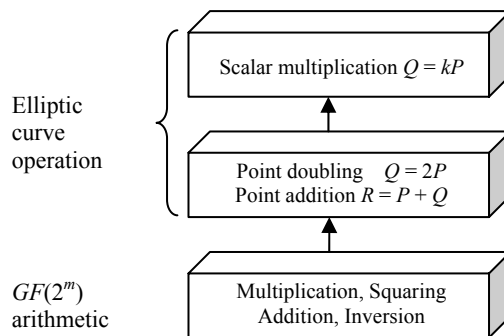 Scalar multiplication Q = kP
Elliptic
curve
operation
Point doubling Q = 2P
Point addition R = P + Q
GF(2^m)
arithmetic
Multiplication, Squaring
Addition, Inversion